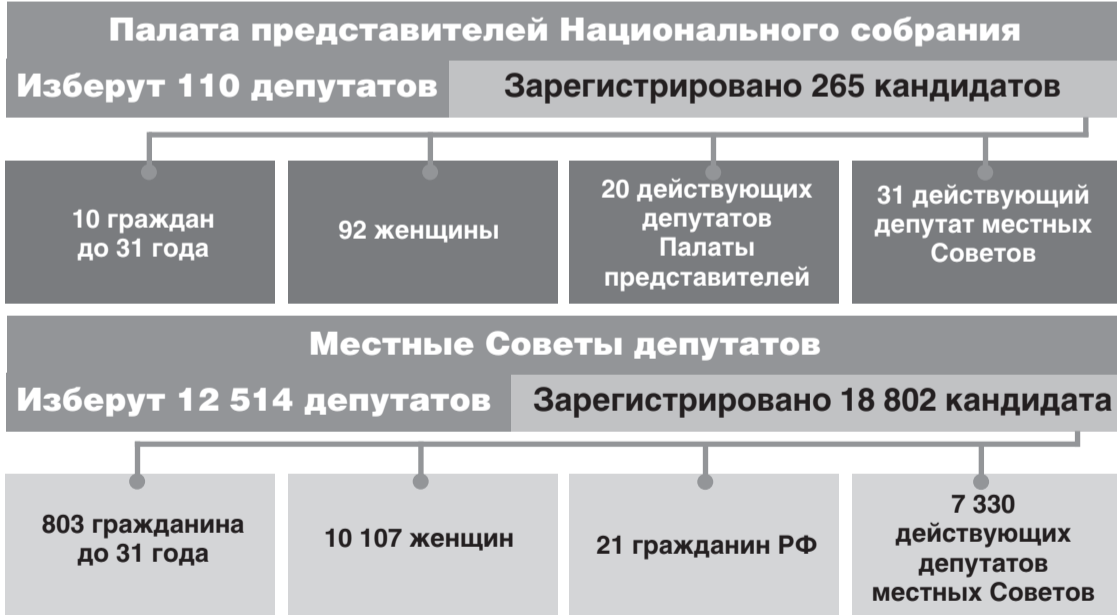 Палата представителей Национального собрания
Изберут 110 депутатов
Зарегистрировано 265 кандидатов
10 граждан
до 31 года
92 женщины
20 действующих
депутатов
Палаты
представителей
31 действующий
депутат местных
Советов
Местные Советы депутатов
Изберут 12 514 депутатов
Зарегистрировано 18 802 кандидата
803 гражданина
до 31 года
10 107 женщин
21 гражданин РФ
7 330
действующих
депутатов
местных Советов